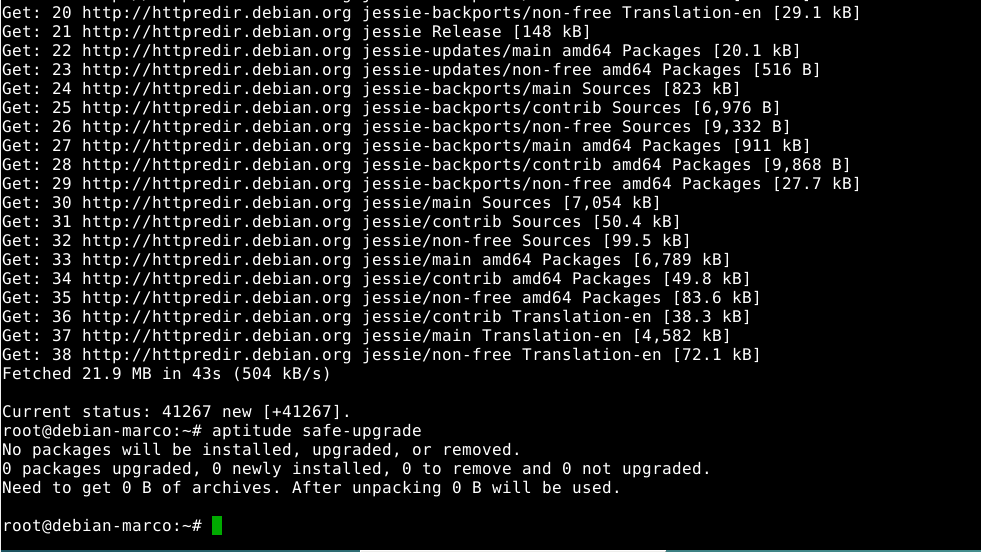 Get: 20 http://httpredir.debian.org jessie-backports/non-free Translation-en [29.1 kB]
Get: 21 http://httpredir.debian.org jessie Release [148 kB]
Get: 22 http://httpredir.debian.org jessie-updates/main amd64 Packages [20.1 kB]
Get: 23 http://httpredir.debian.org jessie-updates/non-free amd64 Packages [516 B]
Get: 24 http://httpredir.debian.org jessie-backports/main Sources [823 kB]
Get: 25 http://httpredir.debian.org jessie-backports/contrib Sources [6,976 B]
Get: 26 http://httpredir.debian.org jessie-backports/non-free Sources [9,332 B]
Get: 27 http://httpredir.debian.org jessie-backports/main amd64 Packages [911 kB]
Get: 28 http://httpredir.debian.org jessie-backports/contrib amd64 Packages [9,868 B]
Get: 29 http://httpredir.debian.org jessie-backports/non-free amd64 Packages [27.7 kB]
Get: 30 http://httpredir.debian.org jessie/main Sources [7,054 kB]
Get: 31 http://httpredir.debian.org jessie/contrib Sources [50.4 kB]
Get: 32 http://httpredir.debian.org jessie/non-free Sources [99.5 kB]
Get: 33 http://httpredir.debian.org jessie/main amd64 Packages [6,789 kB]
Get: 34 http://httpredir.debian.org jessie/contrib amd64 Packages [49.8 kB]
Get: 35 http://httpredir.debian.org jessie/non-free amd64 Packages [83.6 kB]
Get: 36 http://httpredir.debian.org jessie/contrib Translation-en [38.3 kB]
Get: 37 http://httpredir.debian.org jessie/main Translation-en [4,582 kB]
Get: 38 http://httpredir.debian.org jessie/non-free Translation-en [72.1 kB]
Fetched 21.9 MB in 43s (504 kB/s)
Current status: 41267 new [+41267].
root@debian-marco:~# aptitude safe-upgrade
No packages will be installed, upgraded, or removed.
0 packages upgraded, 0 newly installed, 0 to remove and 0 not upgraded.
Need to get 0 B of archives. After unpacking 0 B will be used.
root@debian-marco:~#